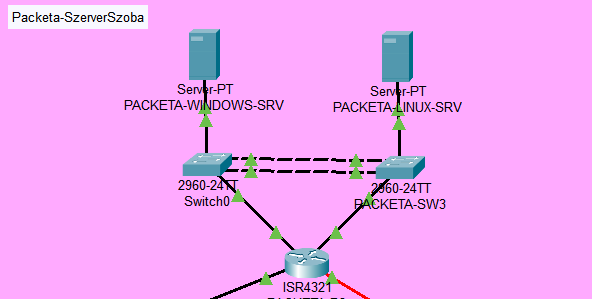 Packeta-SzerverSzoba
Server-PT
PACKETA-WINDOWS-SRV
Server-PT
PACKETA-LINUX-SRV
2960-24TT
Switch0
2960-24TT
PACKETA-SW3
ISR4321